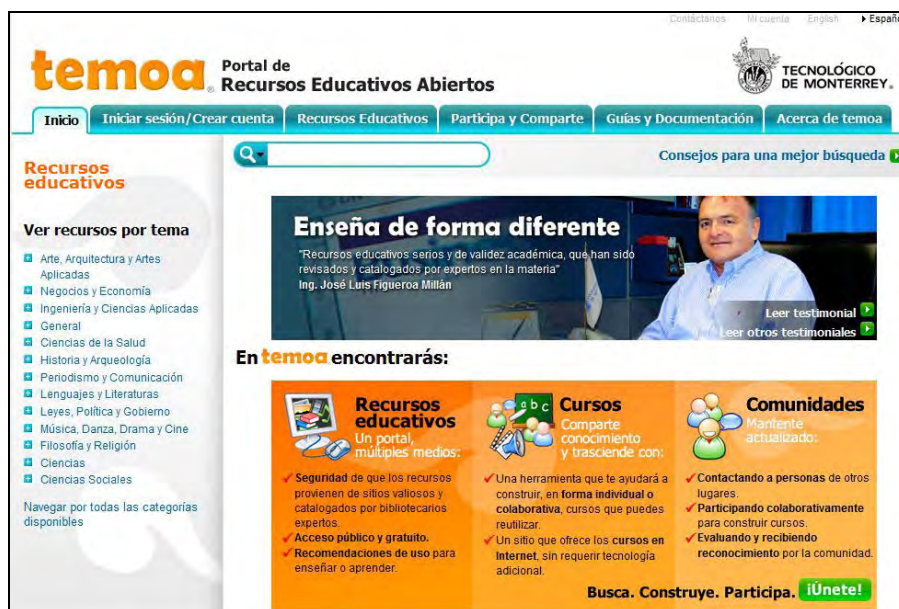 Contáctanos Mi cuenta English Españo
temoa® Portal de
Recursos Educativos Abiertos
TECNOLÓGICO
DE MONTERREY®
Inicio Iniciar sesión/Crear cuenta Recursos Educativos Participa y Comparte Guías y Documentación Acerca de temoa
Consejos para una mejor búsqueda
Recursos
educativos
Ver recursos por tema
Arte, Arquitectura y Artes
Aplicadas
Negocios y Economía
Ingeniería y Ciencias Aplicadas
General
Ciencias de la Salud
Historia y Arqueología
Periodismo y Comunicación
Lenguajes y Literaturas
Leyes, Política y Gobierno
Música, Danza, Drama y Cine
Filosofía y Religión
Ciencias
Ciencias Sociales
Navegar por todas las categorías
disponibles
Enseña de forma diferente
"Recursos educativos serios y de validez académica, que han sido
revisados y catalogados por expertos en la materia"
Ing. José Luis Figueroa Millán
Leer testimonial
Leer otros testimoniales
En temoa encontrarás:
Recursos
educativos
Un portal,
múltiples medios:
Seguridad de que los recursos
provienen de sitios valiosos y
catalogados por bibliotecarios
expertos.
Acceso público y gratuito.
Recomendaciones de uso para
enseñar o aprender.
abc
Cursos
Comparte
conocimiento
y trasciende con:
Una herramienta que te ayudará a
construir, en forma individual o
colaborativa, cursos que puedes
reutilizar.
Un sitio que ofrece los cursos en
Internet, sin requerir tecnología
adicional.
Comunidades
Mantente
actualizado:
Contactando a personas de otros
lugares.
Participando colaborativamente
para construir cursos.
Evaluando y recibiendo
reconocimiento por la comunidad.
Busca. Construye. Participa. ¡Únete!